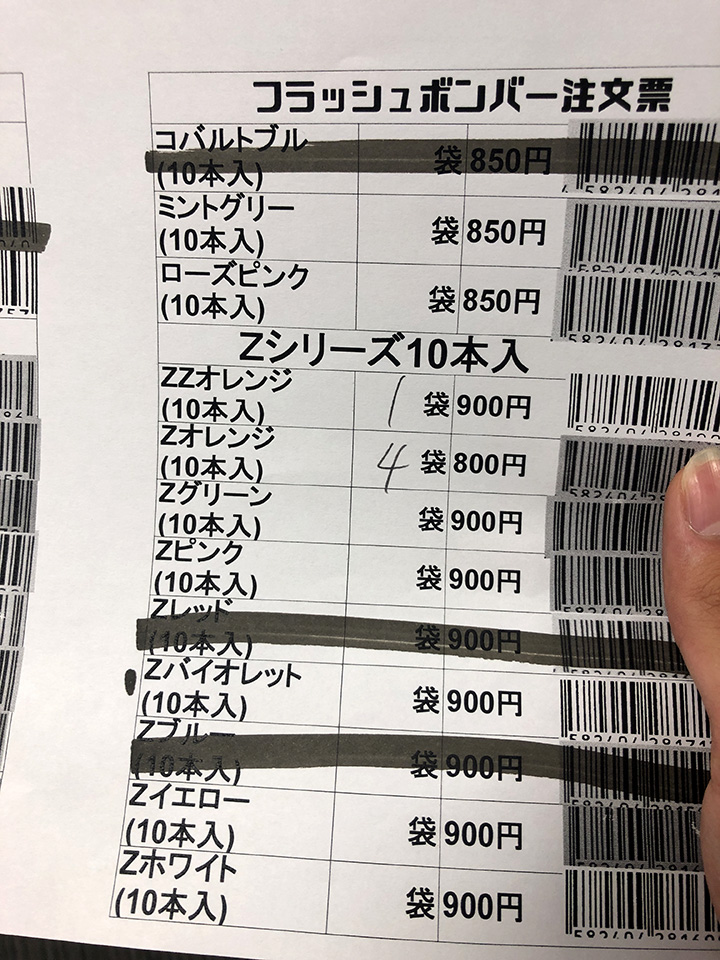 フラッシュボンバー注文票
コバルトブル
(10本入) 袋 850円
ミントグリー
(10本入) 袋 850円
ローズピンク
(10本入) 袋 850円
Zシリーズ10本入
ZZオレンジ
(10本入) 1 袋 900円
Zオレンジ
(10本入) 4 袋 800円
Zグリーン
(10本入) 袋 900円
Zピンク
(10本入) 袋 900円
Zレッド
(10本入) 袋 900円
Zバイオレット
(10本入) 袋 900円
Zブルー
(10本入) 袋 900円
Zイエロー
(10本入) 袋 900円
Zホワイト
(10本入) 袋 900円